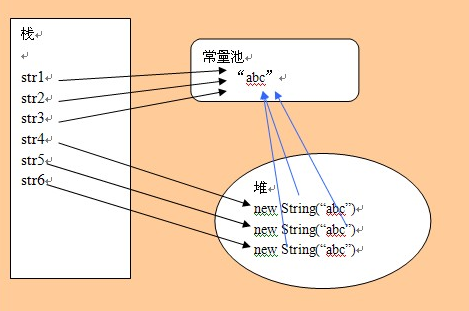 栈
str1
str2
str3
str4
str5
str6
常量池
“abc”
堆
new String(“abc”)
new String(“abc”)
new String(“abc”)